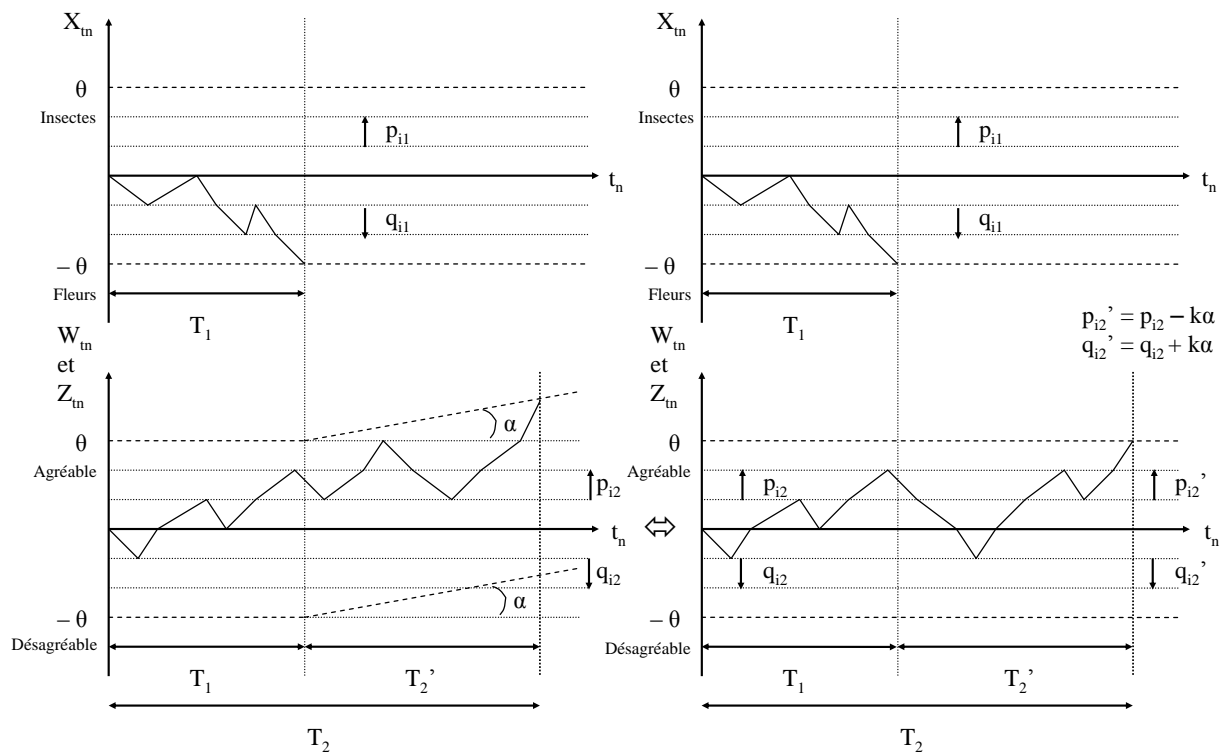 X_tn
θ
Insectes
p_i1
t_n
q_i1
– θ
Fleurs
T_1
X_tn
θ
Insectes
p_i1
t_n
q_i1
– θ
Fleurs
T_1
p_i2’ = p_i2 – kα
q_i2’ = q_i2 + kα
W_tn
et
Z_tn
θ
Agréable
α
p_i2
t_n
q_i2
α
– θ
Désagréable
T_1
T_2’
T_2
⇔
W_tn
et
Z_tn
θ
Agréable
p_i2
p_i2’
t_n
q_i2
q_i2’
– θ
Désagréable
T_1
T_2’
T_2